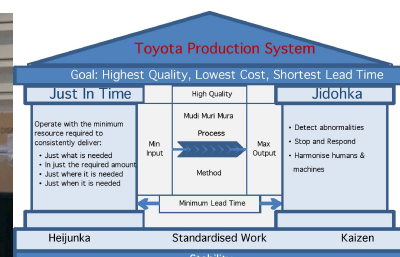 Toyota Production System
Goal: Highest Quality, Lowest Cost, Shortest Lead Time
Just In Time
High Quality
Jidohka
Operate with the minimum
resource required to
consistently deliver:
• Just what is needed
• In just the required amount
• Just where it is needed
• Just when it is needed
Min
Input
Mudi Muri Mura
Process
Method
Max
Output
• Detect abnormalities
• Stop and Respond
• Harmonise humans &
machines
Minimum Lead Time
Heijunka
Standardised Work
Kaizen